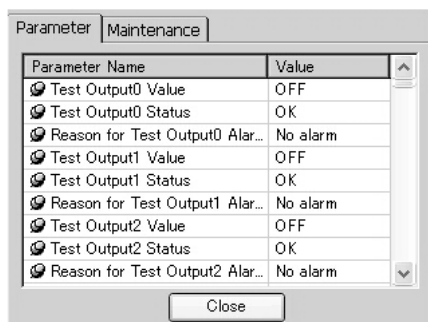 Parameter Maintenance
Parameter Name Value
Test Output0 Value OFF
Test Output0 Status OK
Reason for Test Output0 Alar... No alarm
Test Output1 Value OFF
Test Output1 Status OK
Reason for Test Output1 Alar... No alarm
Test Output2 Value OFF
Test Output2 Status OK
Reason for Test Output2 Alar... No alarm
Close